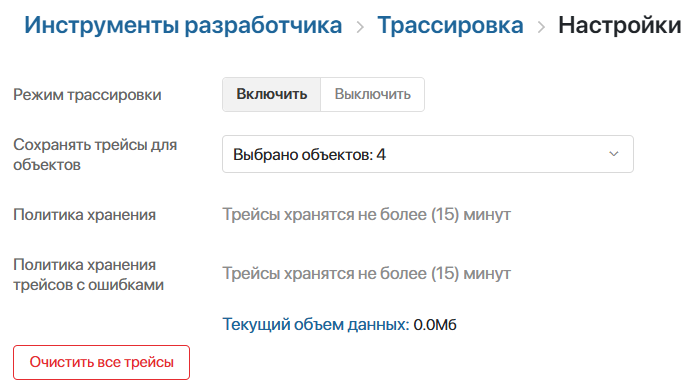 Инструменты разработчика > Трассировка > Настройки
Режим трассировки
Включить Выключить
Сохранять трейсы для
объектов
Выбрано объектов: 4
Политика хранения
Трейсы хранятся не более (15) минут
Политика хранения
трейсов с ошибками
Трейсы хранятся не более (15) минут
Текущий объем данных: 0.0Мб
Очистить все трейсы